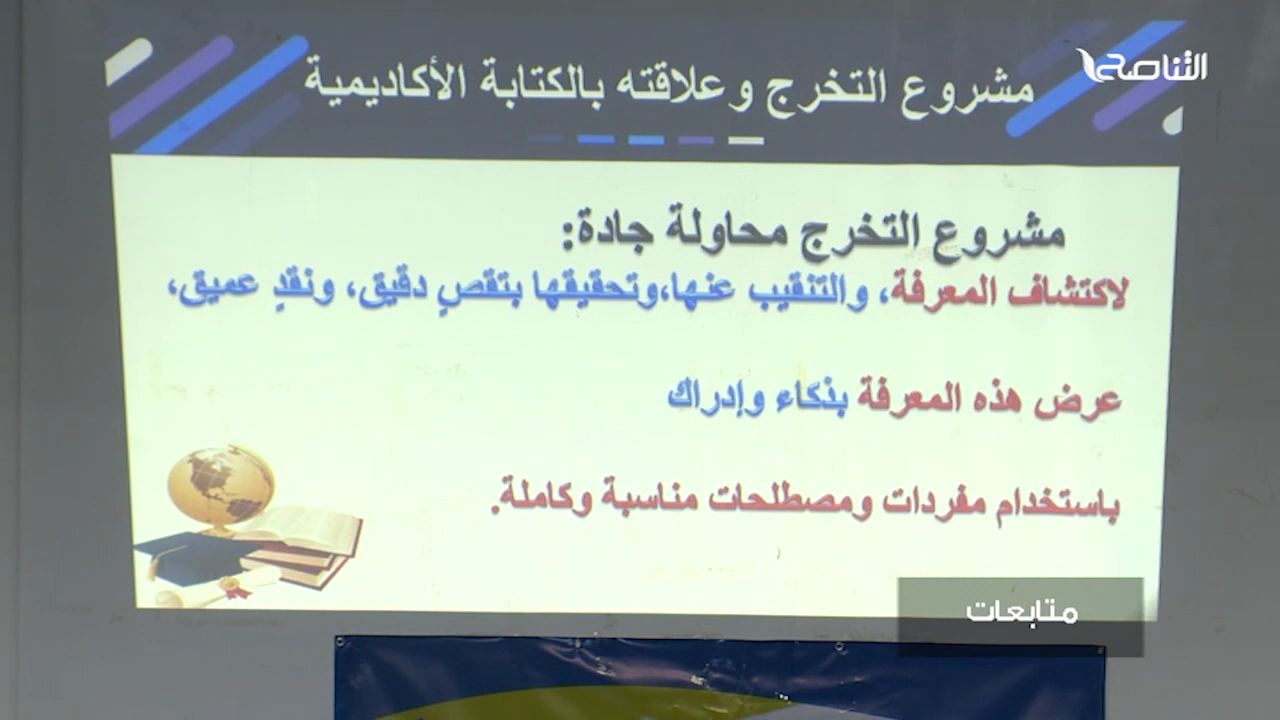 التناصح
مشروع التخرج وعلاقته بالكتابة الأكاديمية
مشروع التخرج محاولة جادة:
لاكتشاف المعرفة، والتنقيب عنها،وتحقيقها بتقصٍ دقيق، ونقدٍ عميق،
عرض هذه المعرفة بذكاء وإدراك
باستخدام مفردات ومصطلحات مناسبة وكاملة.
متابعات